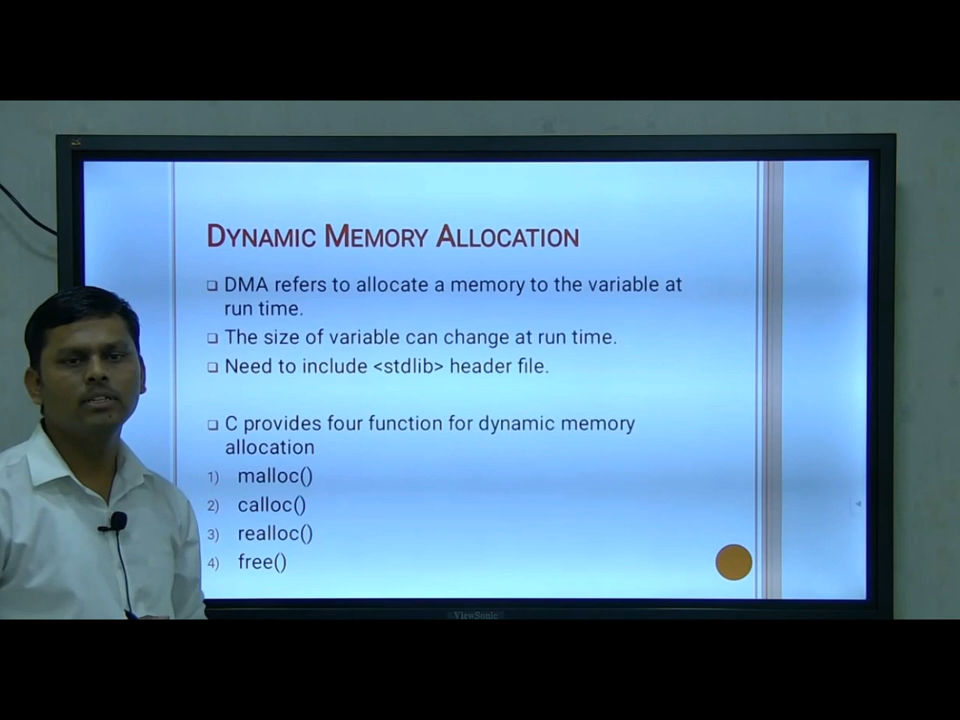 DYNAMIC MEMORY ALLOCATION
❑ DMA refers to allocate a memory to the variable at
run time.
❑ The size of variable can change at run time.
❑ Need to include <stdlib> header file.
❑ C provides four function for dynamic memory
allocation
1) malloc()
2) calloc()
3) realloc()
4) free()
ViewSonic